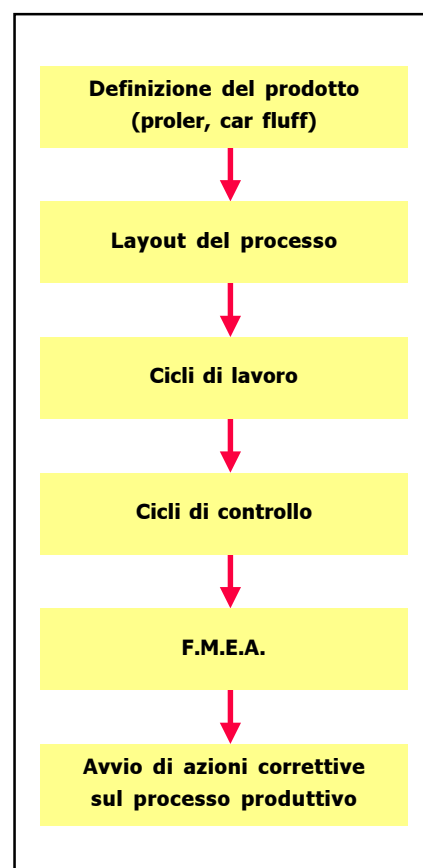 Definizione del prodotto
(proler, car fluff)
Layout del processo
Cicli di lavoro
Cicli di controllo
F.M.E.A.
Avvio di azioni correttive
sul processo produttivo